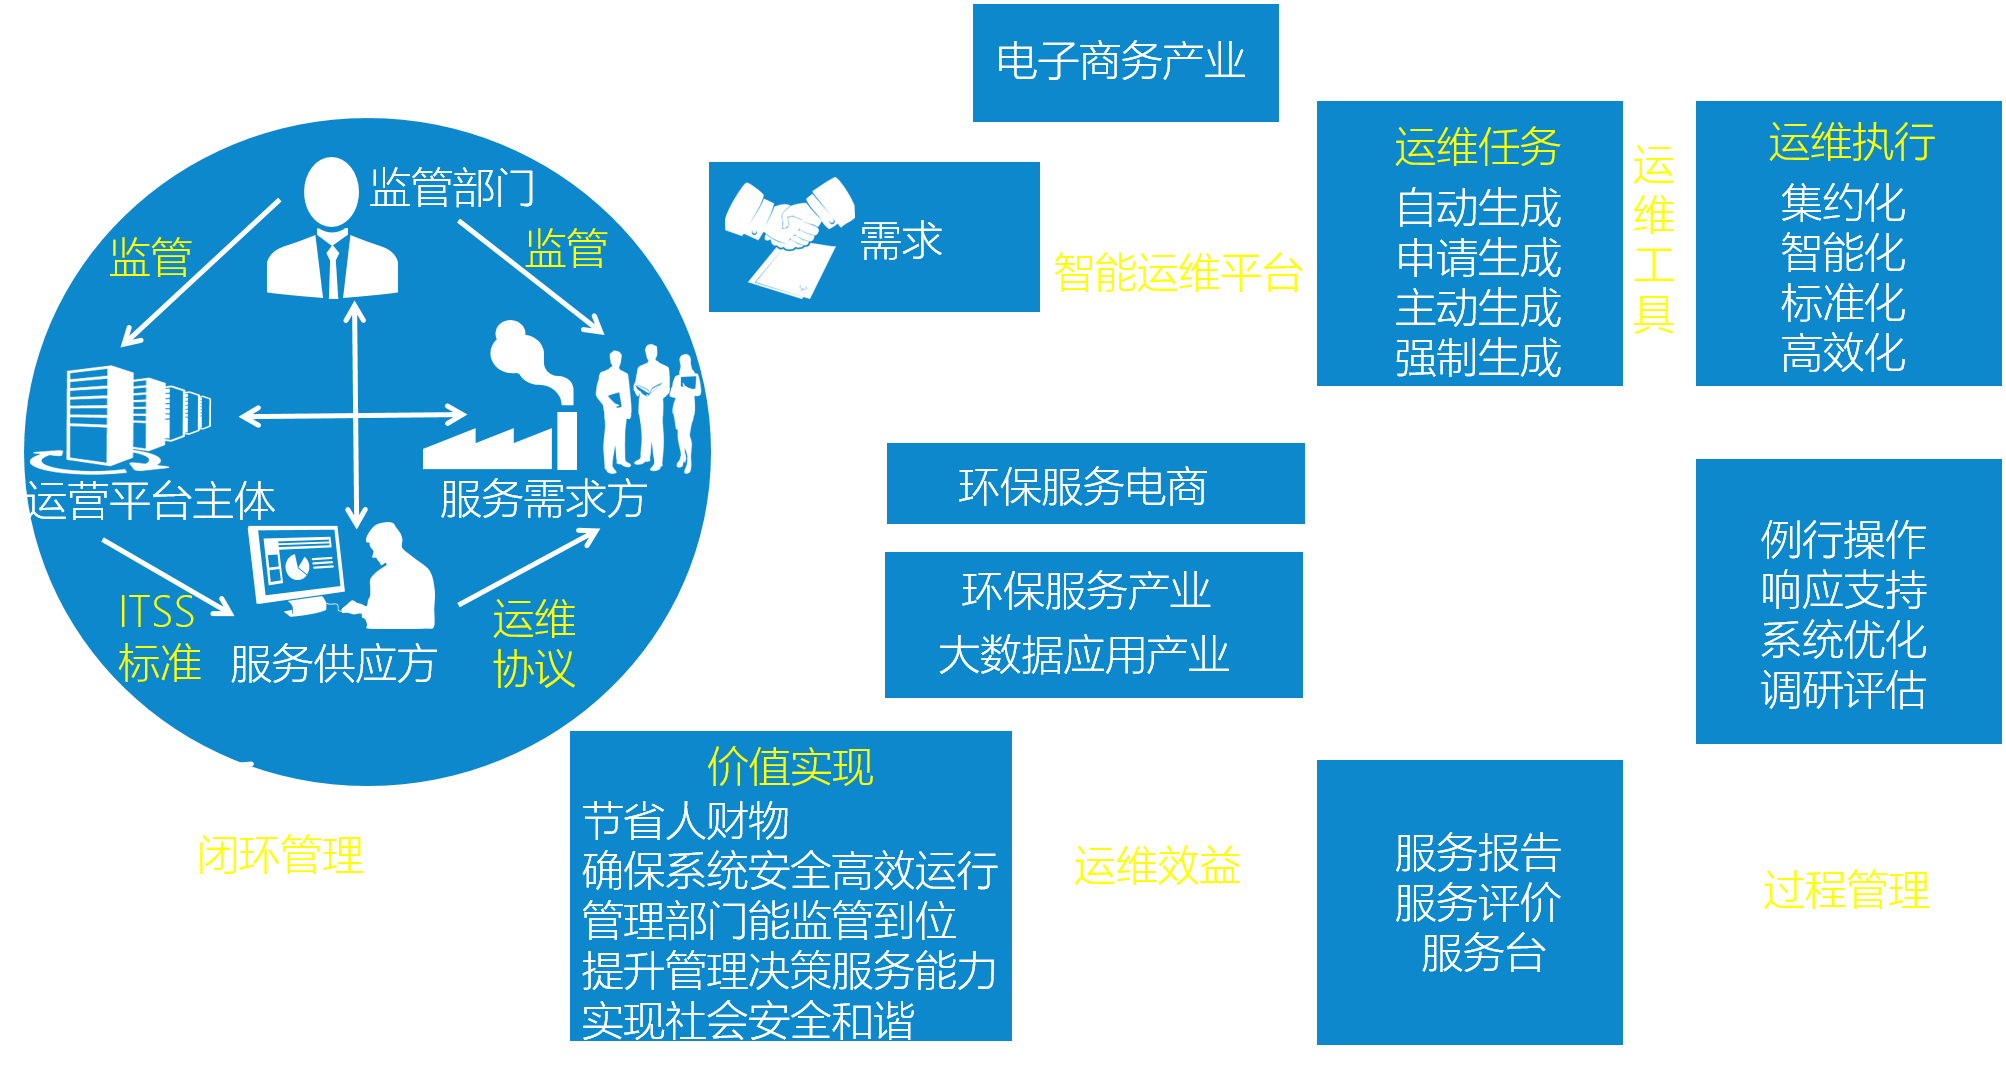 电子商务产业
监管部门
监管
监管
运营平台主体
服务需求方
ITSS
标准
服务供应方
运维
协议
闭环管理
需求
智能运维平台
运维任务
自动生成
申请生成
主动生成
强制生成
运
维
工
具
运维执行
集约化
智能化
标准化
高效化
环保服务电商
环保服务产业
大数据应用产业
例行操作
响应支持
系统优化
调研评估
价值实现
节省人财物
确保系统安全高效运行
管理部门能监管到位
提升管理决策服务能力
实现社会安全和谐
运维效益
服务报告
服务评价
服务台
过程管理